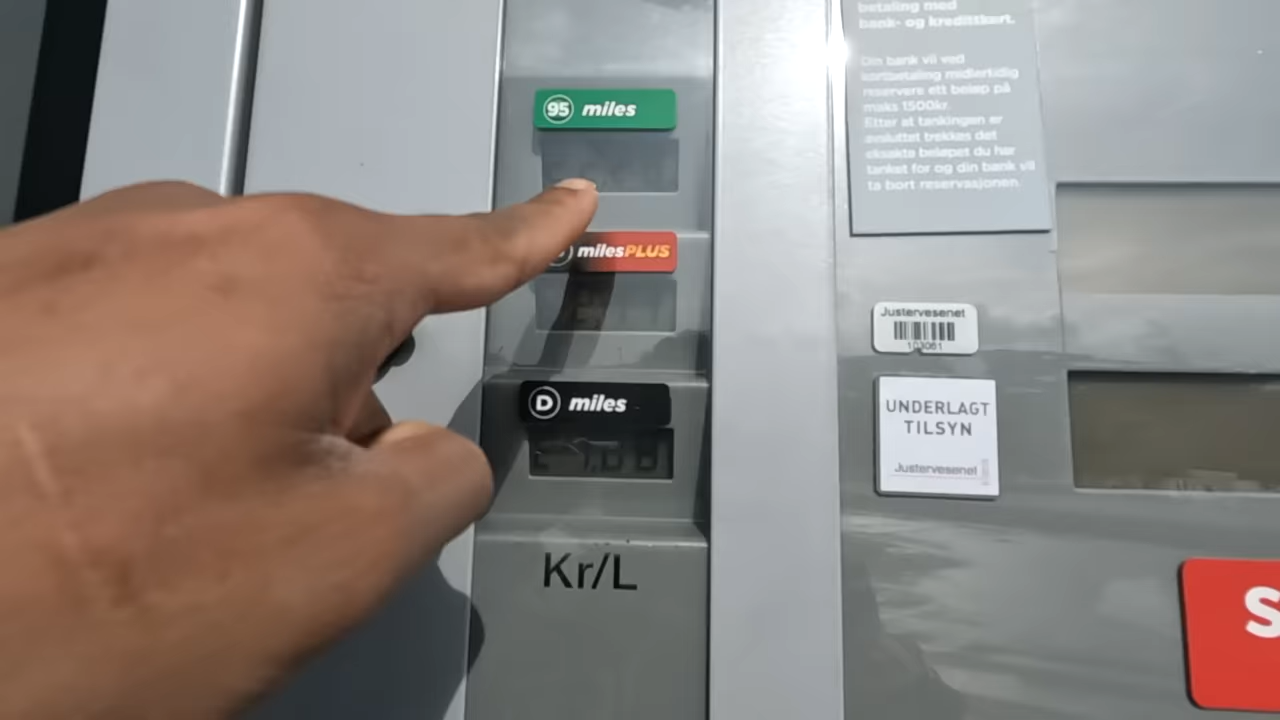 betaling med
bank- og kredittkort.
Din bank vil ved
kortbetaling midlertidig
reservere ett beløp på
maks 1500kr.
Etter at tankingen er
avsluttet trekkes det
eksakte beløpet du har
tanket for og din bank vil
ta bort reservasjonen.
95 miles
milesPLUS
D miles
Kr/L
Justervesenet
103061
UNDERLAGT
TILSYN
Justervesenet
S